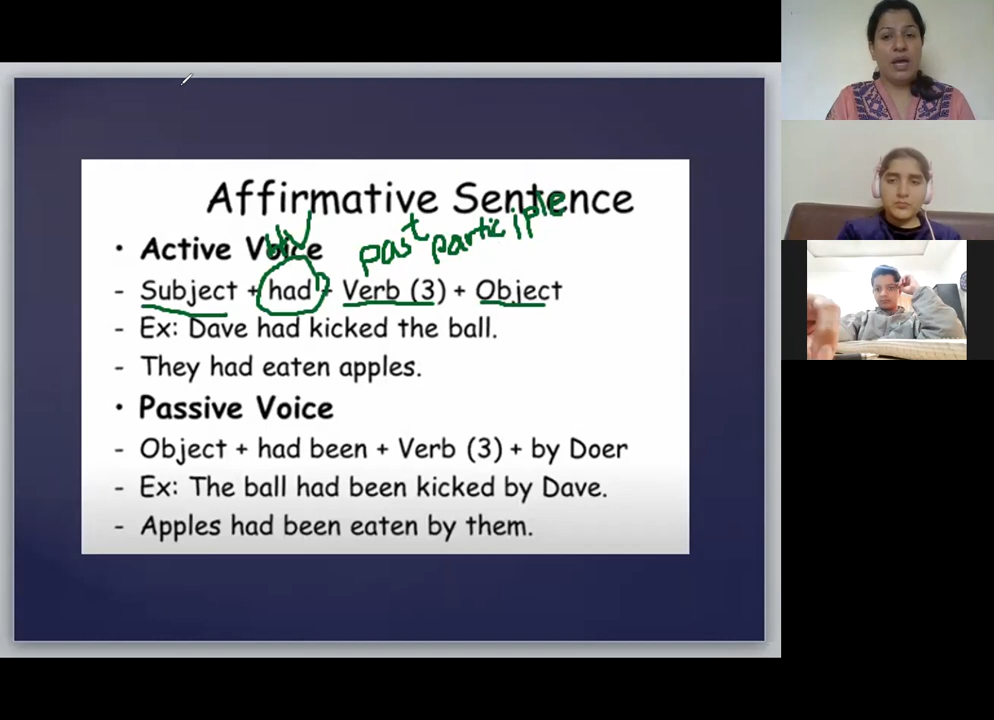 Affirmative Sentence
past participle
• Active Voice
- Subject + had + Verb (3) + Object
- Ex: Dave had kicked the ball.
- They had eaten apples.
• Passive Voice
- Object + had been + Verb (3) + by Doer
- Ex: The ball had been kicked by Dave.
- Apples had been eaten by them.